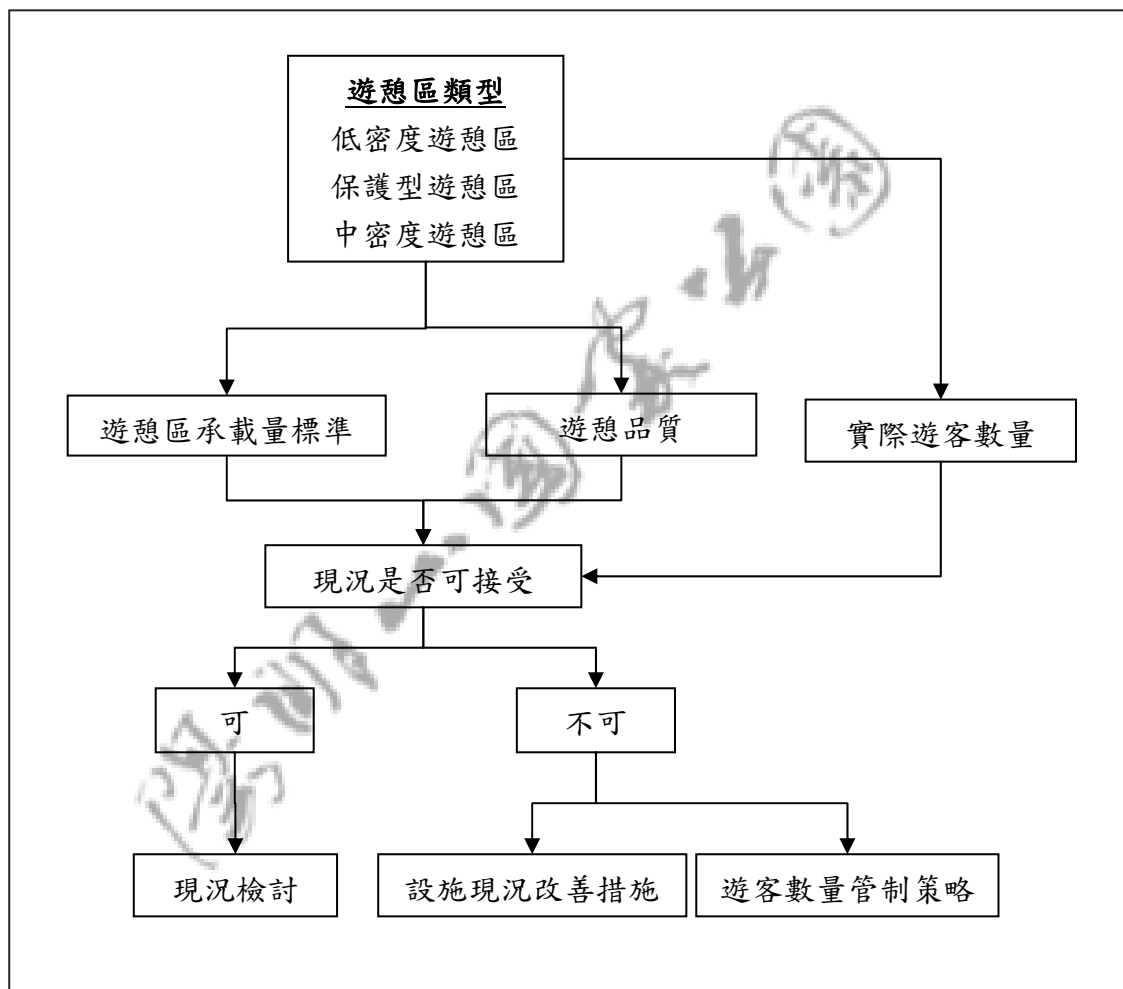 遊憩區類型
低密度遊憩區
保護型遊憩區
中密度遊憩區
遊憩區承載量標準
遊憩品質
實際遊客數量
現況是否可接受
可
不可
現況檢討
設施現況改善措施
遊客數量管制策略